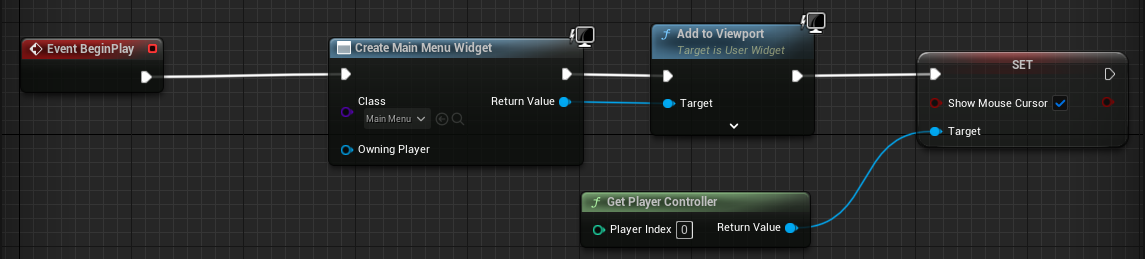 Event BeginPlay
Create Main Menu Widget
Class
Main Menu
Return Value
Owning Player
f Add to Viewport
Target is User Widget
Target
SET
Show Mouse Cursor
Target
f Get Player Controller
Player Index 0
Return Value